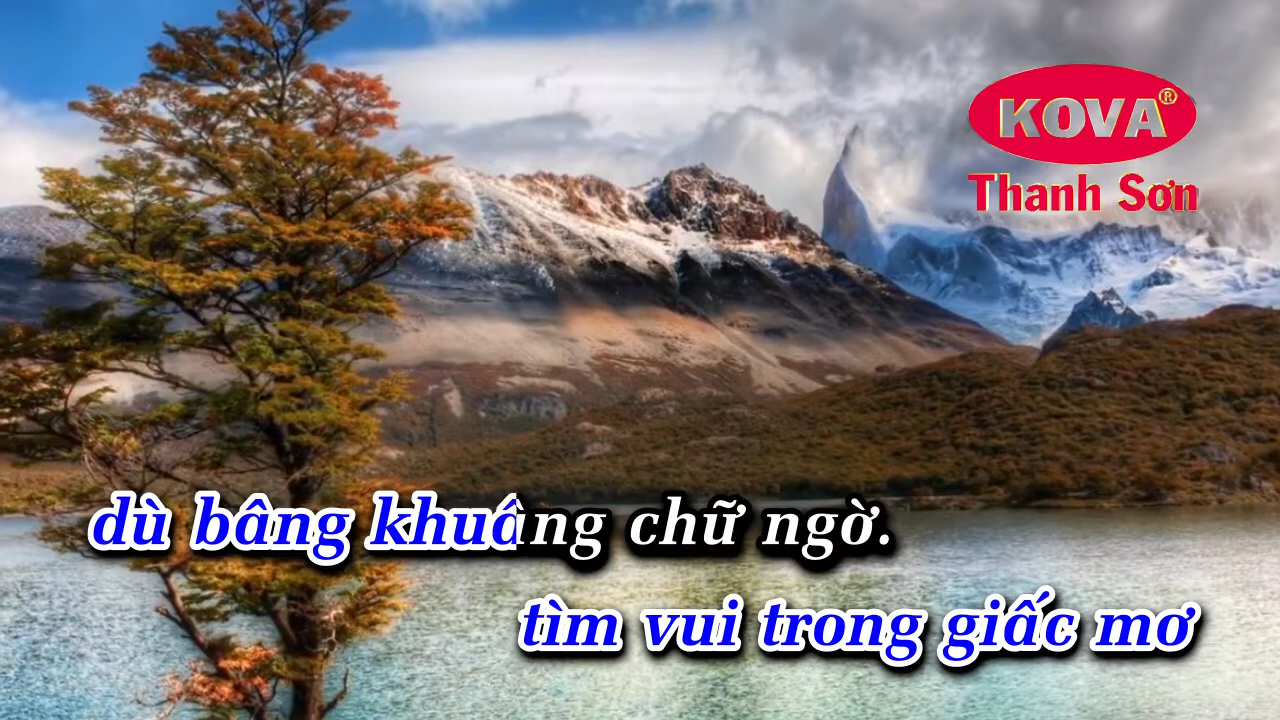 KOVA®
Thanh Sơn
dù bâng khuâng chữ ngờ.
tìm vui trong giấc mơ